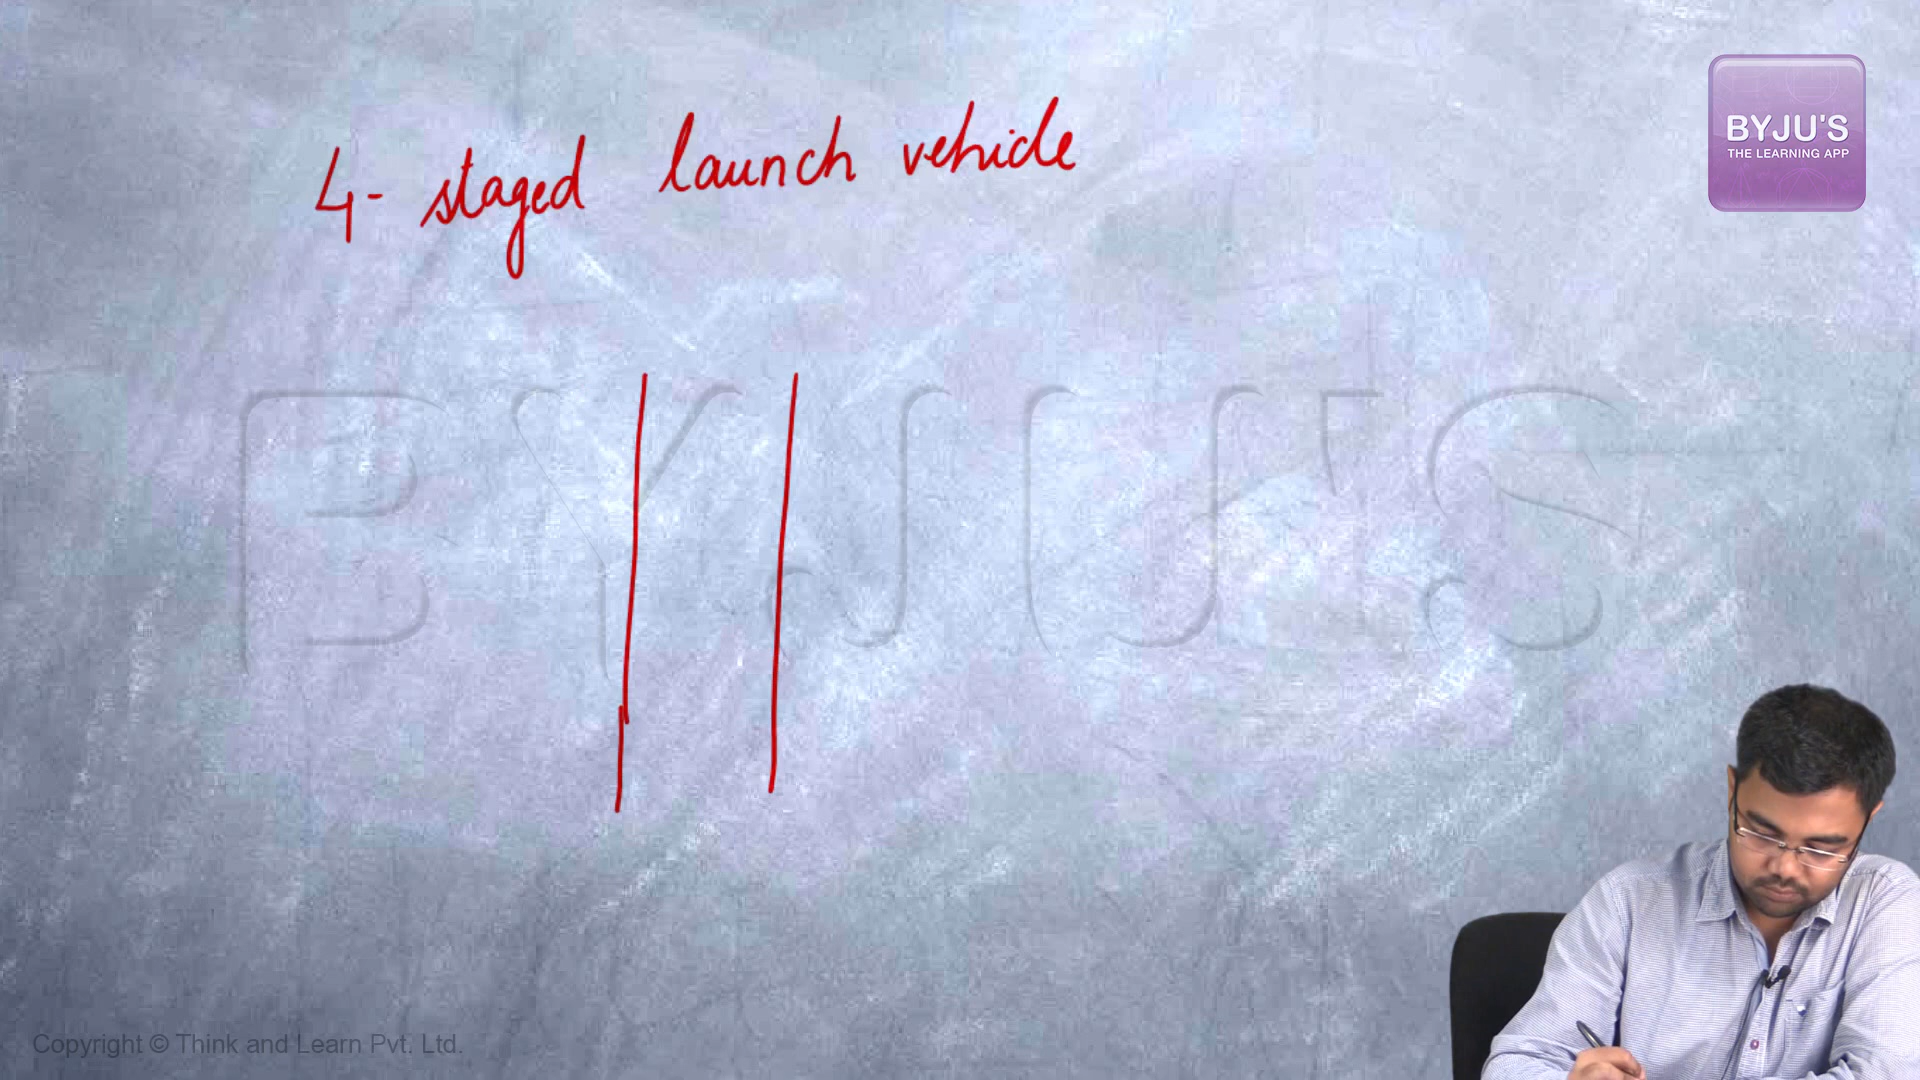 4- staged launch vehicle
BYJU'S
THE LEARNING APP
BYJU'S
Copyright © Think and Learn Pvt. Ltd.